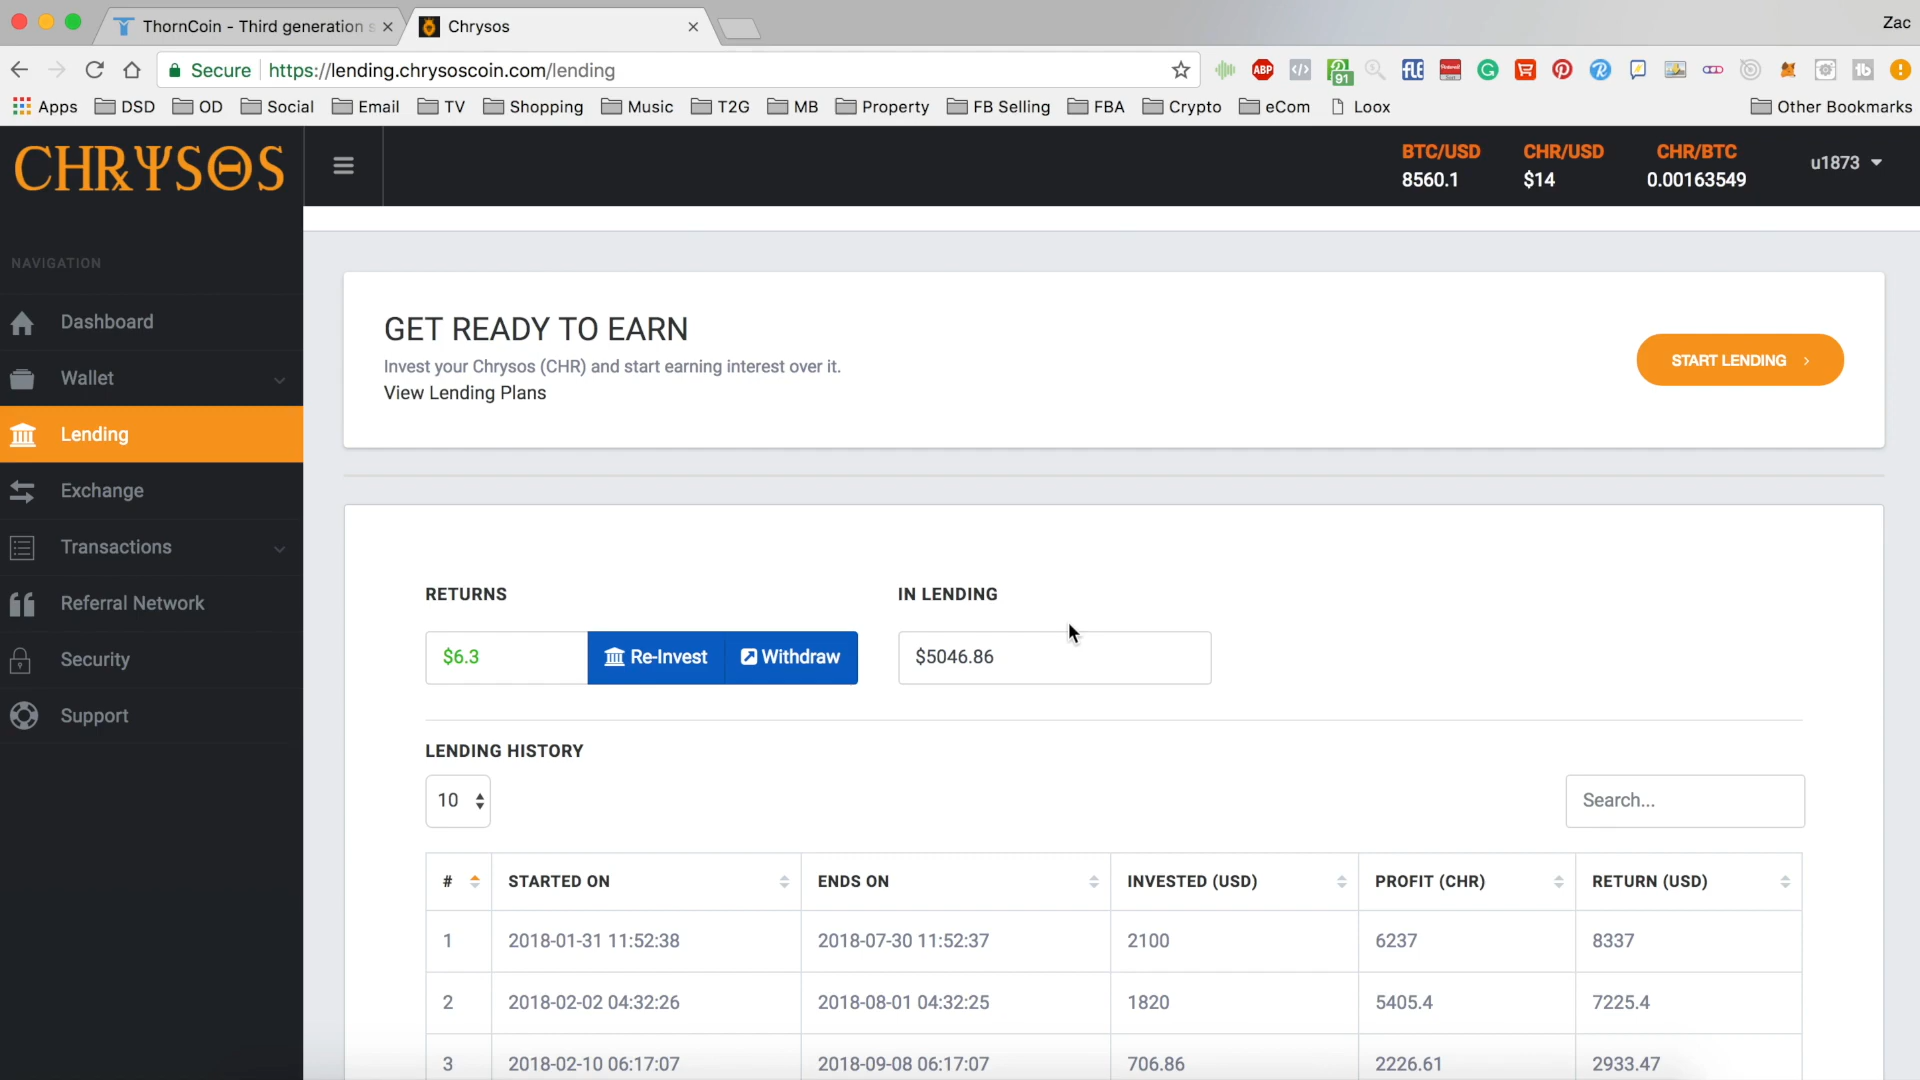 ThornCoin - Third generation s
Chrysos
Zac
Secure
https://lending.chrysoscoin.com/lending
ABP
91
Apps
DSD
OD
Social
Email
TV
Shopping
Music
T2G
MB
Property
FB Selling
FBA
Crypto
eCom
Loox
Other Bookmarks
CHRYSOS
BTC/USD
8560.1
CHR/USD
$14
CHR/BTC
0.00163549
u1873
NAVIGATION
Dashboard
Wallet
Lending
Exchange
Transactions
Referral Network
Security
Support
GET READY TO EARN
Invest your Chrysos (CHR) and start earning interest over it.
View Lending Plans
START LENDING
RETURNS
IN LENDING
$6.3
Re-Invest
Withdraw
$5046.86
LENDING HISTORY
10
Search...
# STARTED ON ENDS ON INVESTED (USD) PROFIT (CHR) RETURN (USD)
1 2018-01-31 11:52:38 2018-07-30 11:52:37 2100 6237 8337
2 2018-02-02 04:32:26 2018-08-01 04:32:25 1820 5405.4 7225.4
3 2018-02-10 06:17:07 2018-09-08 06:17:07 706.86 2226.61 2933.47